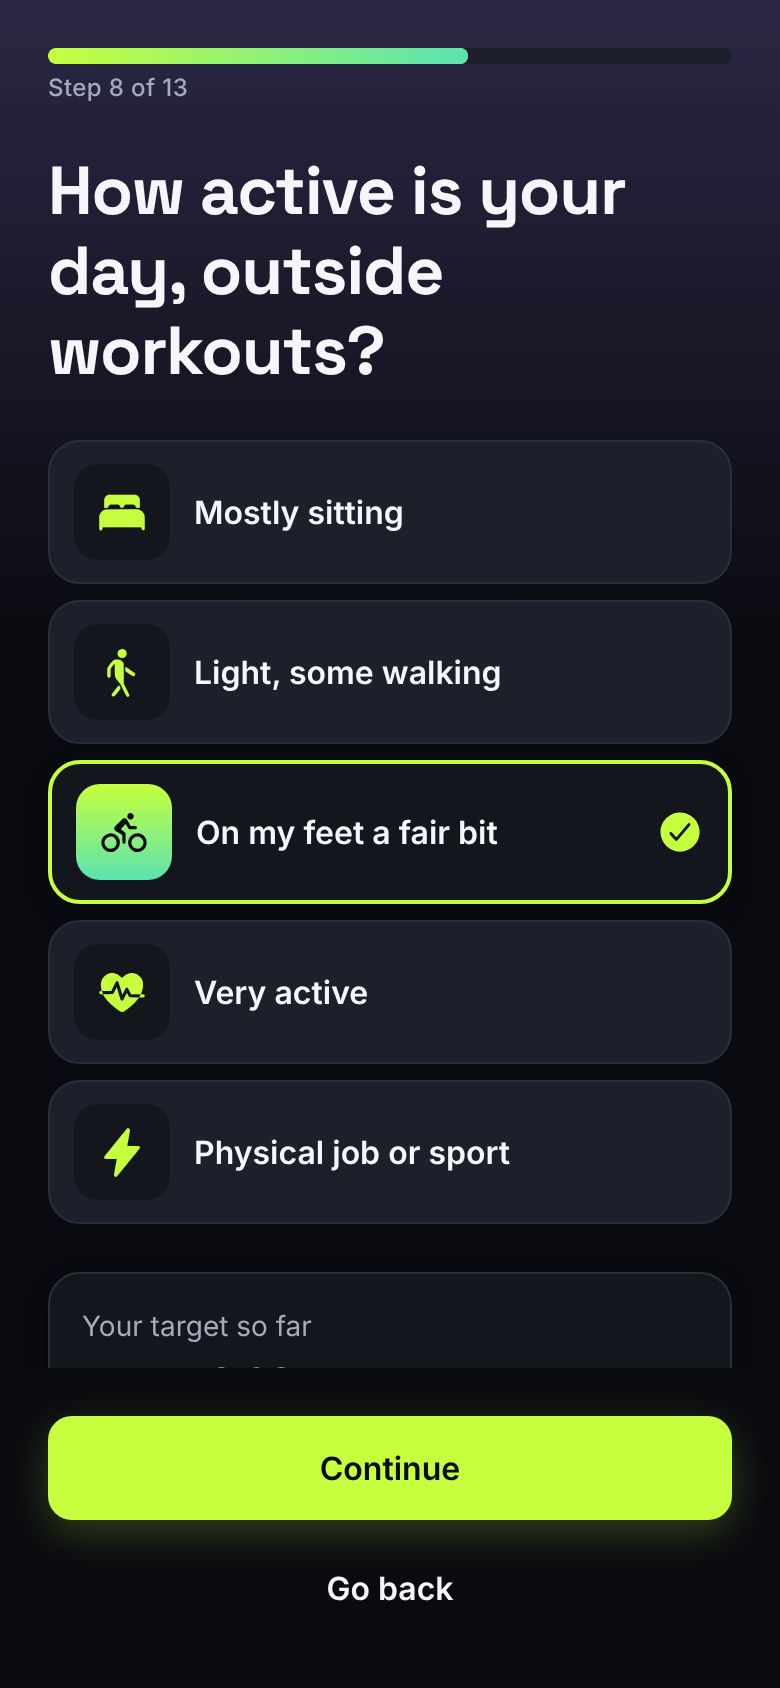 Step 8 of 13
How active is your
day, outside
workouts?
Mostly sitting
Light, some walking
On my feet a fair bit
Very active
Physical job or sport
Your target so far
Continue
Go back